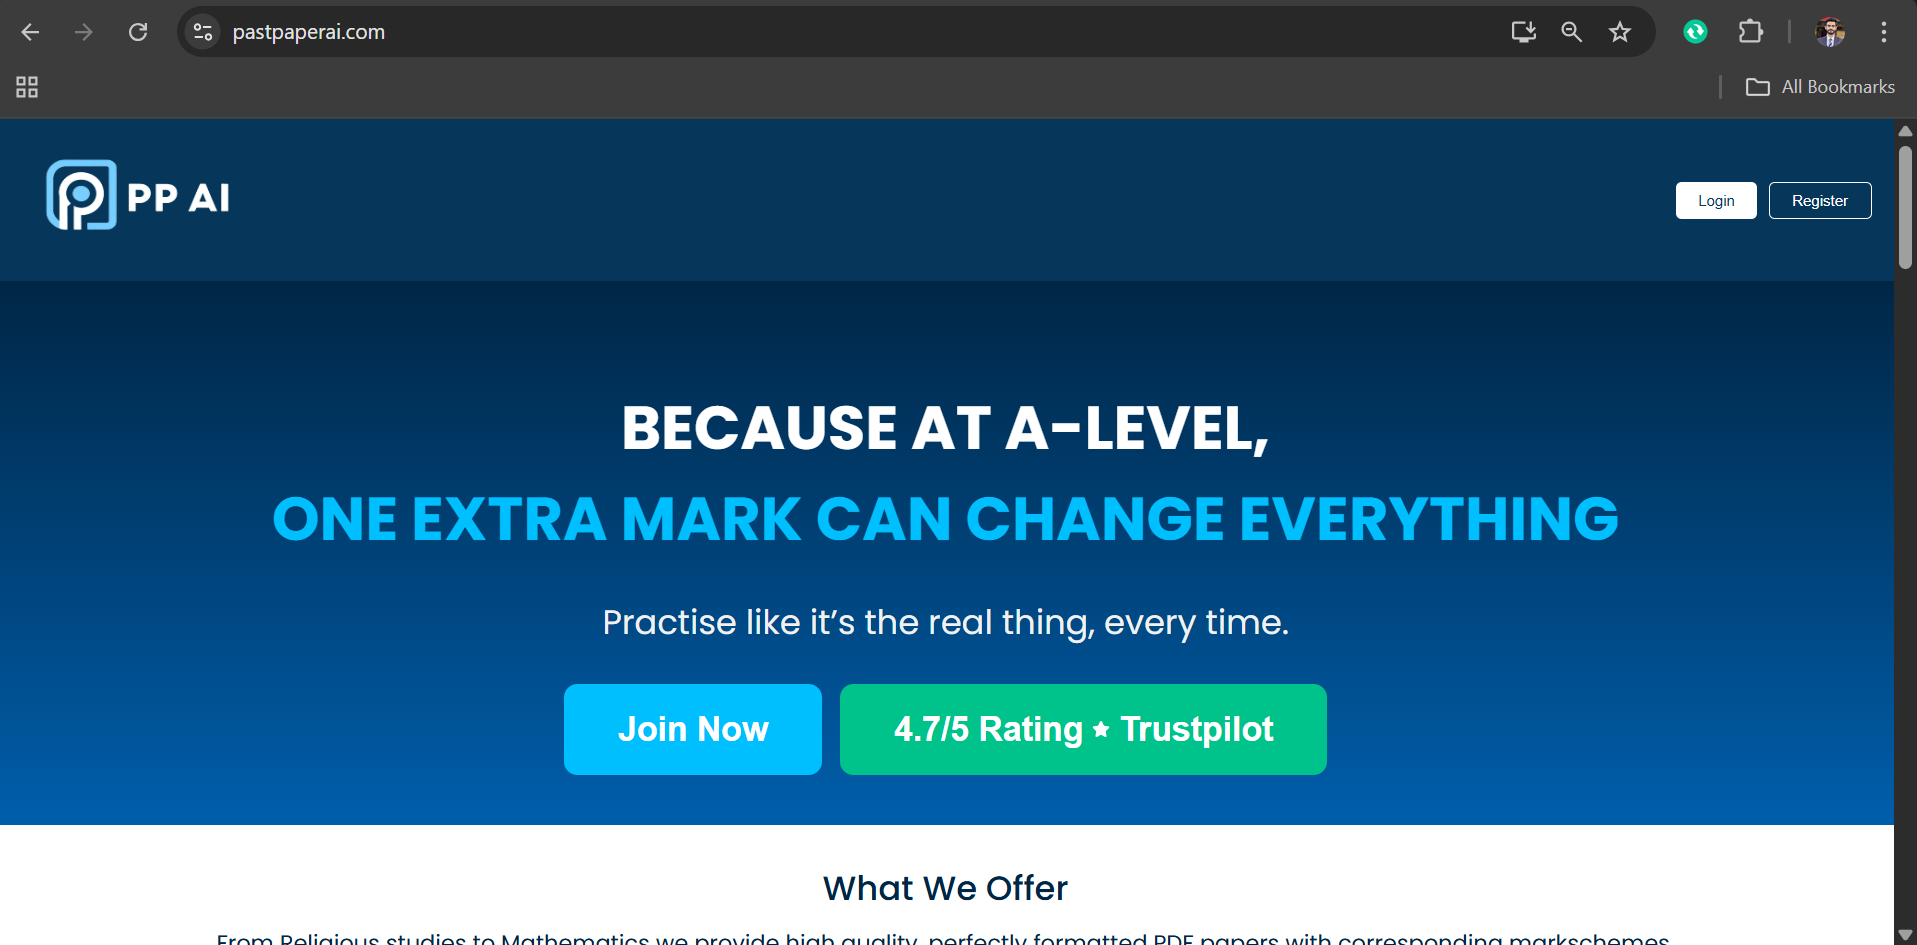 pastpaperai.com
All Bookmarks
PP AI
Login
Register
BECAUSE AT A-LEVEL,
ONE EXTRA MARK CAN CHANGE EVERYTHING
Practise like it’s the real thing, every time.
Join Now
4.7/5 Rating ★ Trustpilot
What We Offer
From Religious studies to Mathematics we provide high quality, perfectly formatted PDF papers with corresponding markschemes